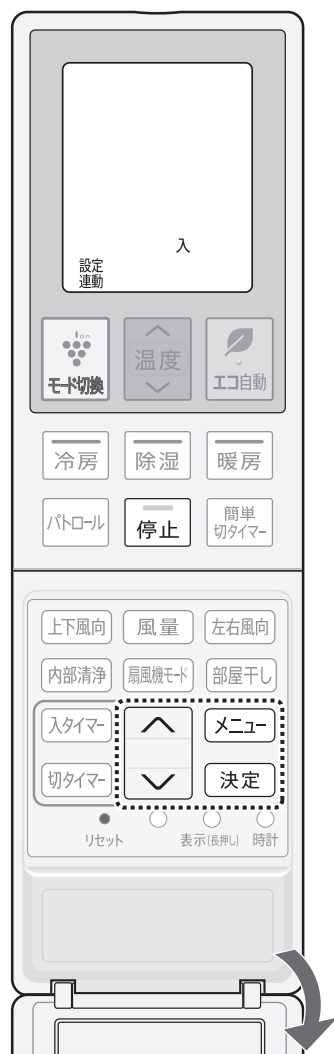 入
設定
連動
ion
モード切換
温度
エコ自動
冷房
除湿
暖房
パトロール
停止
簡単
切タイマー
上下風向
風量
左右風向
内部清浄
扇風機モード
部屋干し
入タイマー
メニュー
切タイマー
決定
リセット
表示(長押し)
時計